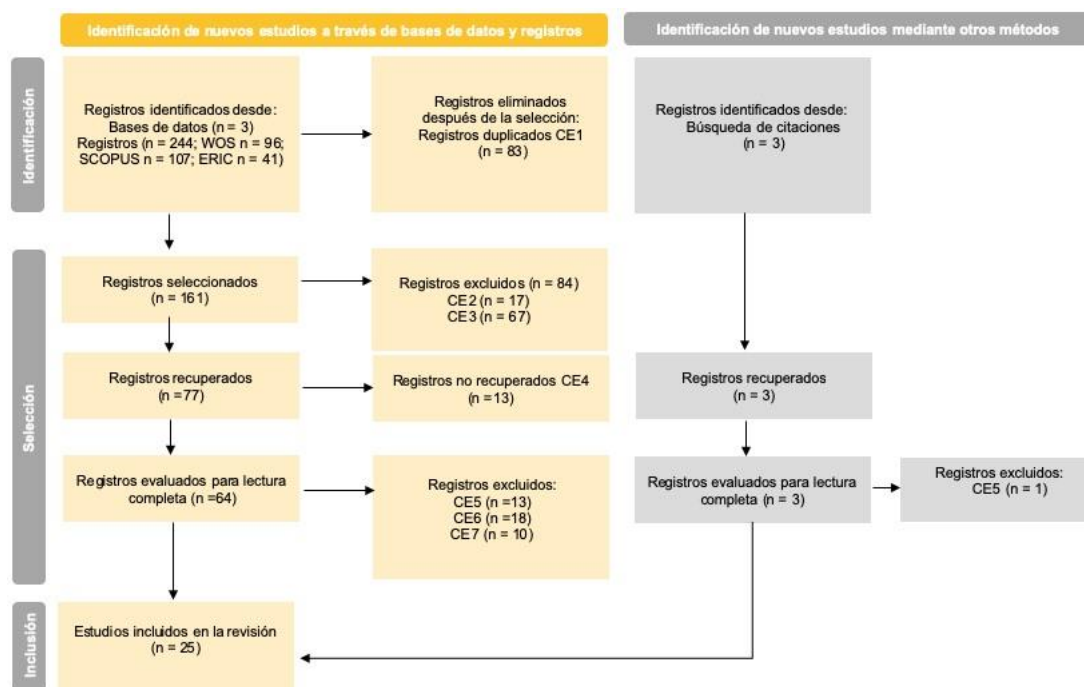 Identificación de nuevos estudios a través de bases de datos y registros
Identificación de nuevos estudios mediante otros métodos
Identificación
Registros identificados desde:
Bases de datos (n = 3)
Registros (n = 244; WOS n = 96;
SCOPUS n = 107; ERIC n = 41)
Registros eliminados
después de la selección:
Registros duplicados CE1
(n = 83)
Registros identificados desde:
Búsqueda de citaciones
(n = 3)
Selección
Registros seleccionados
(n = 161)
Registros excluidos (n = 84)
CE2 (n = 17)
CE3 (n = 67)
Registros recuperados
(n =77)
Registros no recuperados CE4
(n =13)
Registros recuperados
(n = 3)
Registros evaluados para lectura
completa (n =64)
Registros excluidos:
CE5 (n =13)
CE6 (n =18)
CE7 (n = 10)
Registros evaluados para lectura
completa (n = 3)
Registros excluidos:
CE5 (n = 1)
Inclusión
Estudios incluidos en la revisión
(n = 25)